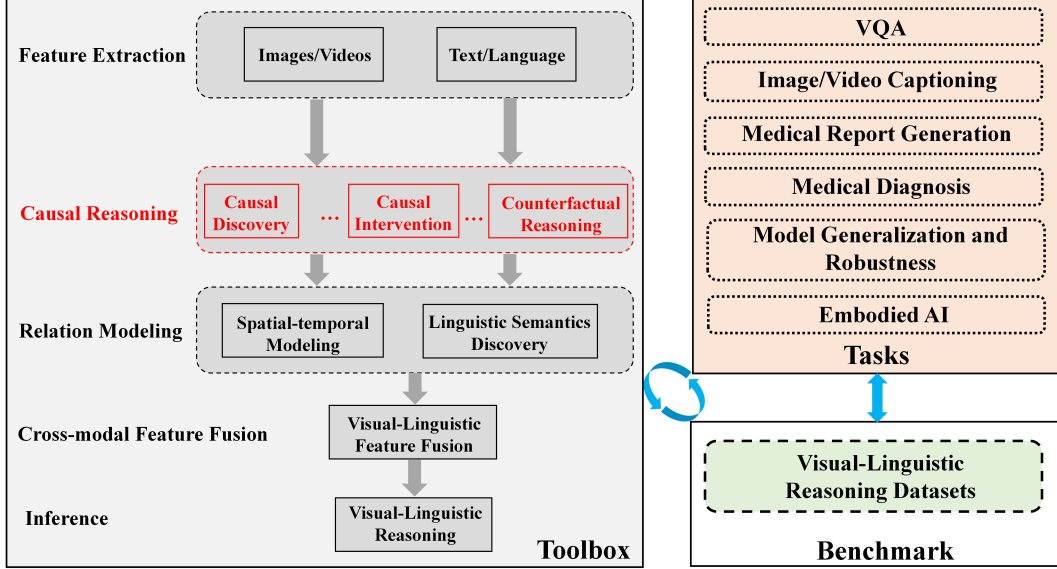 Feature Extraction
Images/Videos
Text/Language
Causal Reasoning
Causal
Discovery
...
Causal
Intervention
...
Counterfactual
Reasoning
Relation Modeling
Spatial-temporal
Modeling
Linguistic Semantics
Discovery
Cross-modal Feature Fusion
Visual-Linguistic
Feature Fusion
Inference
Visual-Linguistic
Reasoning
Toolbox
VQA
Image/Video Captioning
Medical Report Generation
Medical Diagnosis
Model Generalization and
Robustness
Embodied AI
Tasks
Visual-Linguistic
Reasoning Datasets
Benchmark